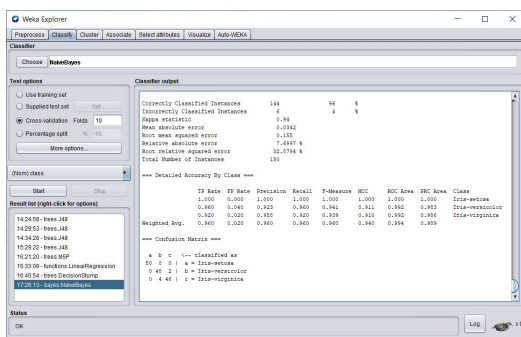 Weka Explorer
Preprocess Classify Cluster Associate Select attributes Visualize Auto-WEKA
Classifier
Choose NaiveBayes
Test options
Use training set
Supplied test set Set...
Cross-validation Folds 10
Percentage split % 66
More options...
(Nom) class
Start Stop
Result list (right-click for options)
14:24:58 - trees.J48
14:29:53 - trees.J48
14:34:28 - trees.J48
15:29:22 - trees.J48
16:21:20 - trees.M5P
16:33:09 - functions.LinearRegression
16:46:54 - trees.DecisionStump
17:28:13 - bayes.NaiveBayes
Classifier output
Correctly Classified Instances 144 96 %
Incorrectly Classified Instances 6 4 %
Kappa statistic 0.94
Mean absolute error 0.0342
Root mean squared error 0.155
Relative absolute error 7.6997 %
Root relative squared error 32.8794 %
Total Number of Instances 150
=== Detailed Accuracy By Class ===
TP Rate FP Rate Precision Recall F-Measure MCC ROC Area PRC Area Class
1.000 0.000 1.000 1.000 1.000 1.000 1.000 1.000 Iris-setosa
0.960 0.040 0.923 0.960 0.941 0.911 0.992 0.983 Iris-versicolor
0.920 0.020 0.958 0.920 0.939 0.910 0.992 0.986 Iris-virginica
Weighted Avg. 0.960 0.020 0.960 0.960 0.960 0.940 0.994 0.989
=== Confusion Matrix ===
a b c <-- classified as
50 0 0 | a = Iris-setosa
0 48 2 | b = Iris-versicolor
0 4 46 | c = Iris-virginica
Status
OK
Log
x 0